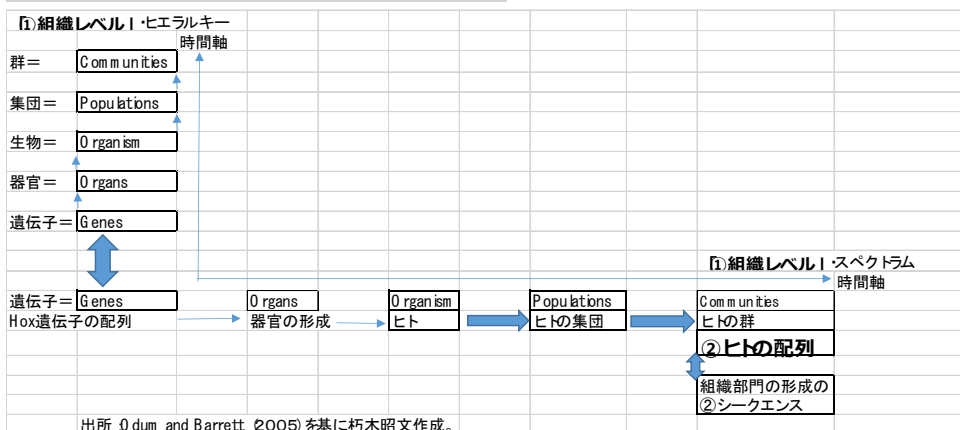 「①組織レベル」・ヒエラルキー
時間軸
群= Communities
集団= Populations
生物= Organism
器官= Organs
遺伝子= Genes
「①組織レベル」・スペクトラム
時間軸
遺伝子= Genes Organs Organism Populations Communities
Hox遺伝子の配列 器官の形成 ヒト ヒトの集団 ヒトの群
②ヒトの配列
組織部門の形成の
②シークエンス
出所:Odum and Barrett (2005)を基に朽木昭文作成。